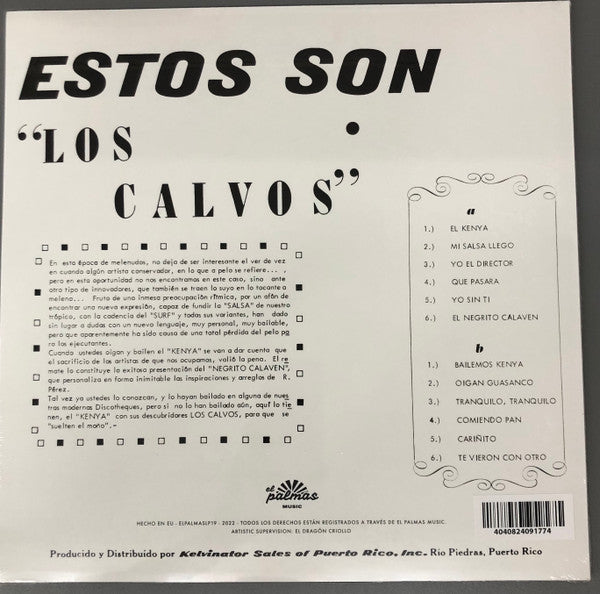 ESTOS SON
“LOS
CALVOS”
En esta época de melenudos, no deja de ser interesante el ver de vez
en cuando algún artista conservador, en lo que a pelo se refiere... ,
pero en esta oportunidad no nos encontramos en este caso, sino ante
otro tipo de innovadores, que también se traen lo suyo en lo tocante a
melena... Fruto de una inmesa preocupación rítmica, por un afán de
encontrar una nueva expresión, capaz de fundir la "SALSA" de nuestro
trópico, con la cadencia del "SURF" y todas sus variantes, han dado
sin lugar a dudas con un nuevo lenguaje, muy personal, muy bailable,
pero que aparentemente ha sido causa de una total pérdida del pelo pa
ra los ejecutantes.
Cuando ustedes oigan y bailen el "KENYA" se van a dar cuenta que
el sacrificio de los artistas de que nos ocupamos, valió la pena. El re
mate lo constituye la exitosa presentación del "NEGRITO CALAVEN",
que personaliza en forma inimitable las inspiraciones y arreglos de R.
Pérez.
Tal vez ya ustedes lo conozcan, y lo hayan bailado en alguna de nues
tras modernas Discotheques, pero si no lo han bailado aún, aquí lo tie
nen, el "KENYA" con sus descubridores LOS CALVOS, para que se
"suelten el moño".=
a
1.) EL KENYA
2.) MI SALSA LLEGO
3.) YO EL DIRECTOR
4.) QUE PASARA
5.) YO SIN TI
6.) EL NEGRITO CALAVEN
b
1.) BAILEMOS KENYA
2.) OIGAN GUASANCO
3.) TRANQUILO, TRANQUILO
4.) COMIENDO PAN
5.) CARIÑITO
6.) TE VIERON CON OTRO
el
palmas
MUSIC
HECHO EN EU - ELPALMASLP19 - 2022 - TODOS LOS DERECHOS ESTÁN REGISTRADOS A TRAVÉS DE EL PALMAS MUSIC.
ARTISTIC SUPERVISION: EL DRAGÓN CRIOLLO
4040824091774
Producido y Distribuído por Kelvinator Sales of Puerto Rico, Inc. Río Piedras, Puerto Rico